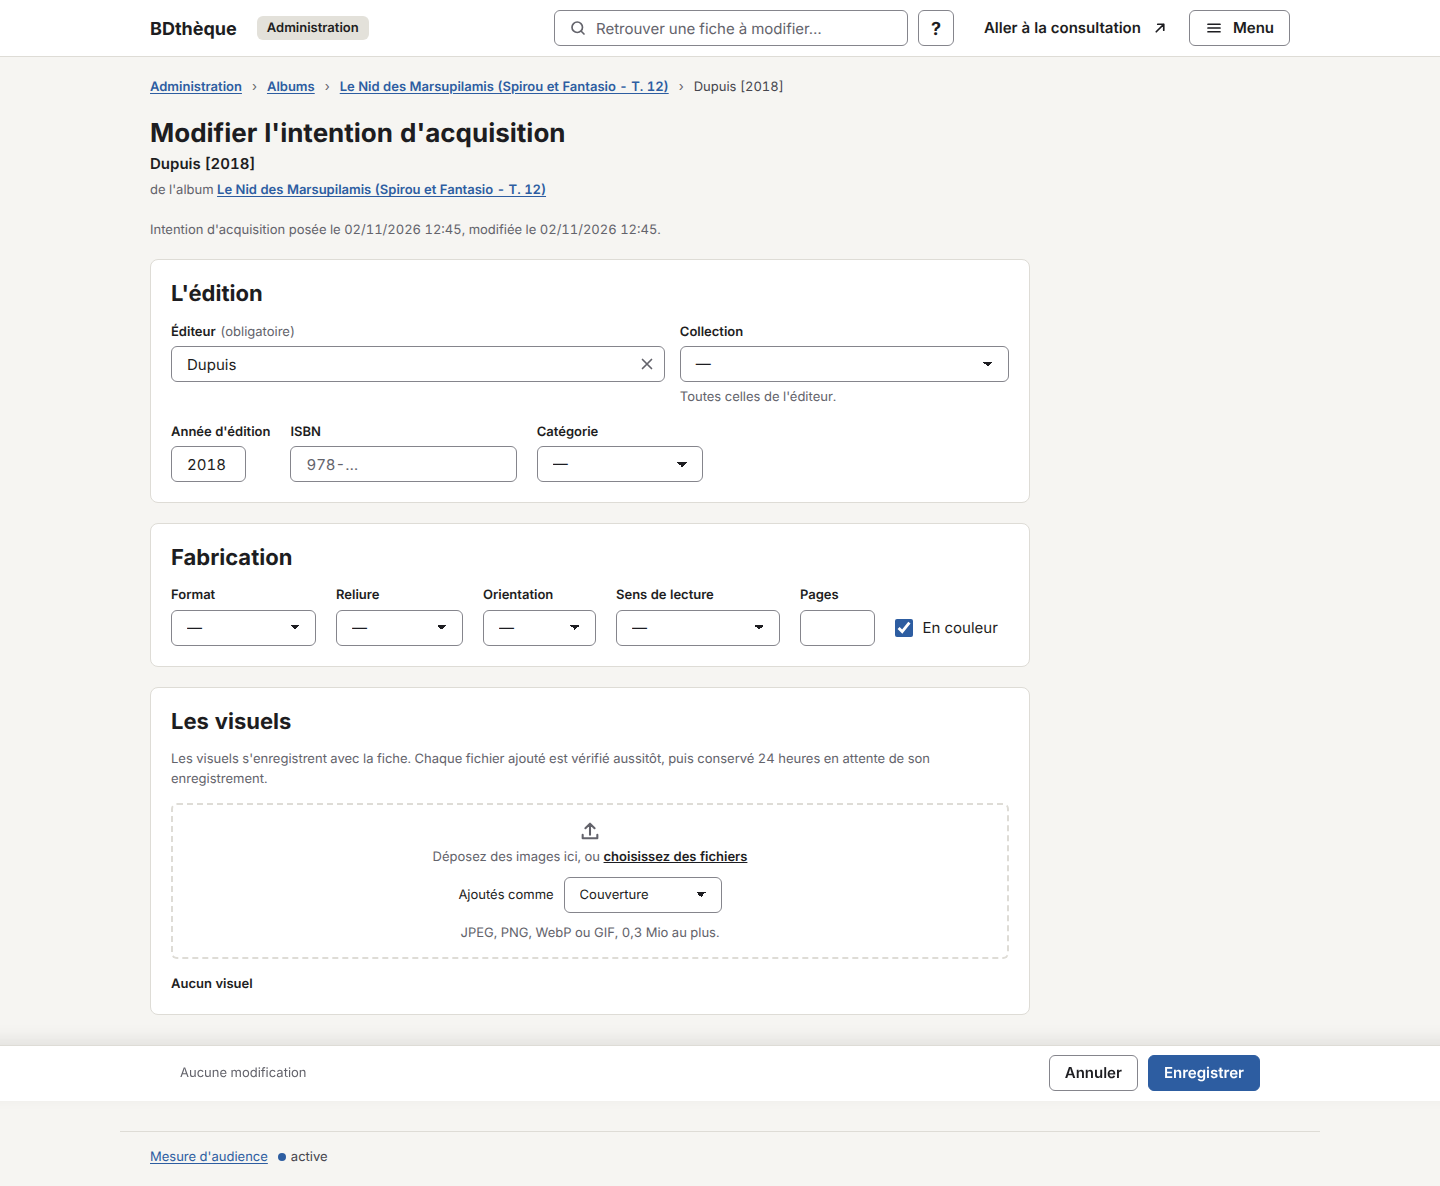 BDthèque Administration Retrouver une fiche à modifier... ? Aller à la consultation Menu
Administration › Albums › Le Nid des Marsupilamis (Spirou et Fantasio - T. 12) › Dupuis [2018]
Modifier l'intention d'acquisition
Dupuis [2018]
de l'album Le Nid des Marsupilamis (Spirou et Fantasio - T. 12)
Intention d'acquisition posée le 02/11/2026 12:45, modifiée le 02/11/2026 12:45.
L'édition
Éditeur (obligatoire) Collection
Dupuis —
Toutes celles de l'éditeur.
Année d'édition ISBN Catégorie
2018 978-... —
Fabrication
Format Reliure Orientation Sens de lecture Pages
— — — — En couleur
Les visuels
Les visuels s'enregistrent avec la fiche. Chaque fichier ajouté est vérifié aussitôt, puis conservé 24 heures en attente de son
enregistrement.
Déposez des images ici, ou choisissez des fichiers
Ajoutés comme Couverture
JPEG, PNG, WebP ou GIF, 0,3 Mio au plus.
Aucun visuel
Aucune modification Annuler Enregistrer
Mesure d'audience active